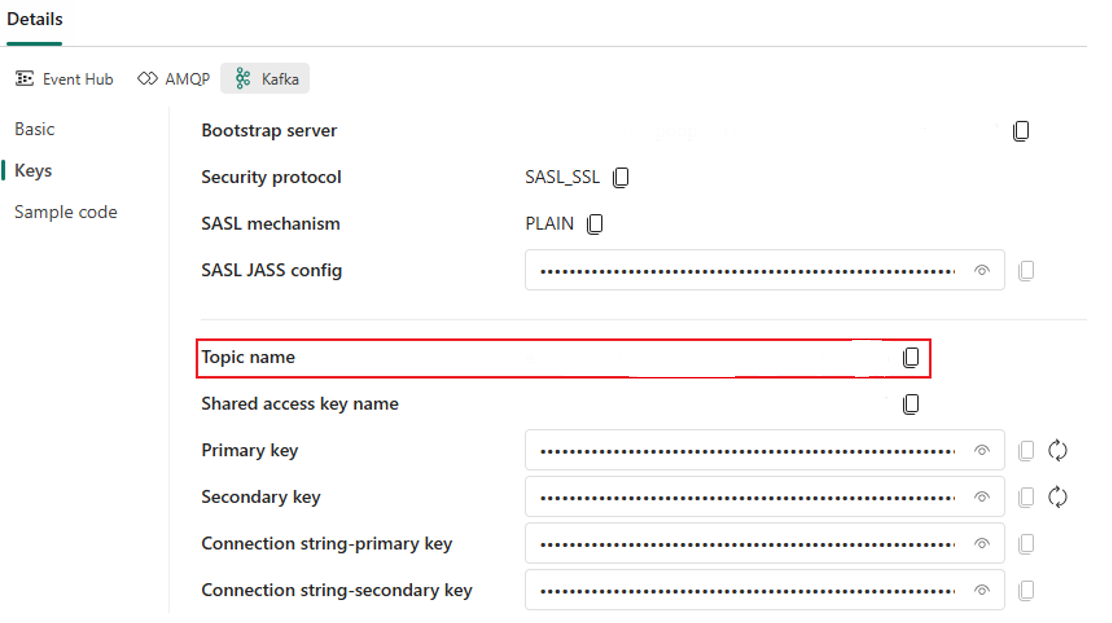 Details
Event Hub AMQP Kafka
Basic
Keys
Sample code
Bootstrap server
Security protocol SASL_SSL
SASL mechanism PLAIN
SASL JASS config ••••••••••••••••••••••••••••••••••••••••••••••••••••
Topic name
Shared access key name
Primary key ••••••••••••••••••••••••••••••••••••••••••••••••••••
Secondary key ••••••••••••••••••••••••••••••••••••••••••••••••••••
Connection string-primary key ••••••••••••••••••••••••••••••••••••••••••••••••••••
Connection string-secondary key ••••••••••••••••••••••••••••••••••••••••••••••••••••